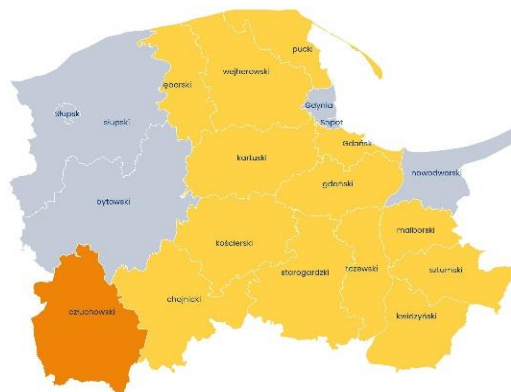 pucki
wejherowski
lęborski
Gdynia
Słupsk
słupski
Sopot
Gdańsk
kartuski
gdański
nowodworski
bytowski
malborski
kościerski
starogardzki
tczewski
sztumski
chojnicki
człuchowski
kwidzyński